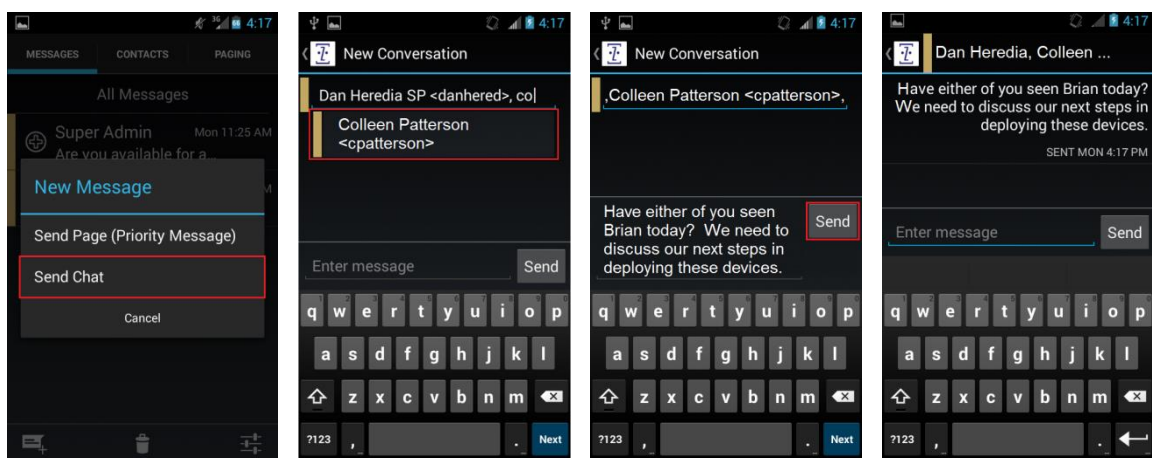 3G 4:17
MESSAGES CONTACTS PAGING
All Messages
Super Admin Mon 11:25 AM
Are you available for a...
M
New Message
Send Page (Priority Message)
Send Chat
Cancel
4:17
New Conversation
Dan Heredia SP <danhered>, co
Colleen Patterson
<cpatterson>
Enter message Send
q w e r t y u i o p
a s d f g h j k l
z x c v b n m
?123 , . Next
4:17
New Conversation
,Colleen Patterson <cpatterson>,
Have either of you seen
Brian today? We need to
discuss our next steps in
deploying these devices.
Send
q w e r t y u i o p
a s d f g h j k l
z x c v b n m
?123 , . Next
4:17
Dan Heredia, Colleen ...
Have either of you seen Brian today?
We need to discuss our next steps in
deploying these devices.
SENT MON 4:17 PM
Enter message Send
q w e r t y u i o p
a s d f g h j k l
z x c v b n m
?123 , .